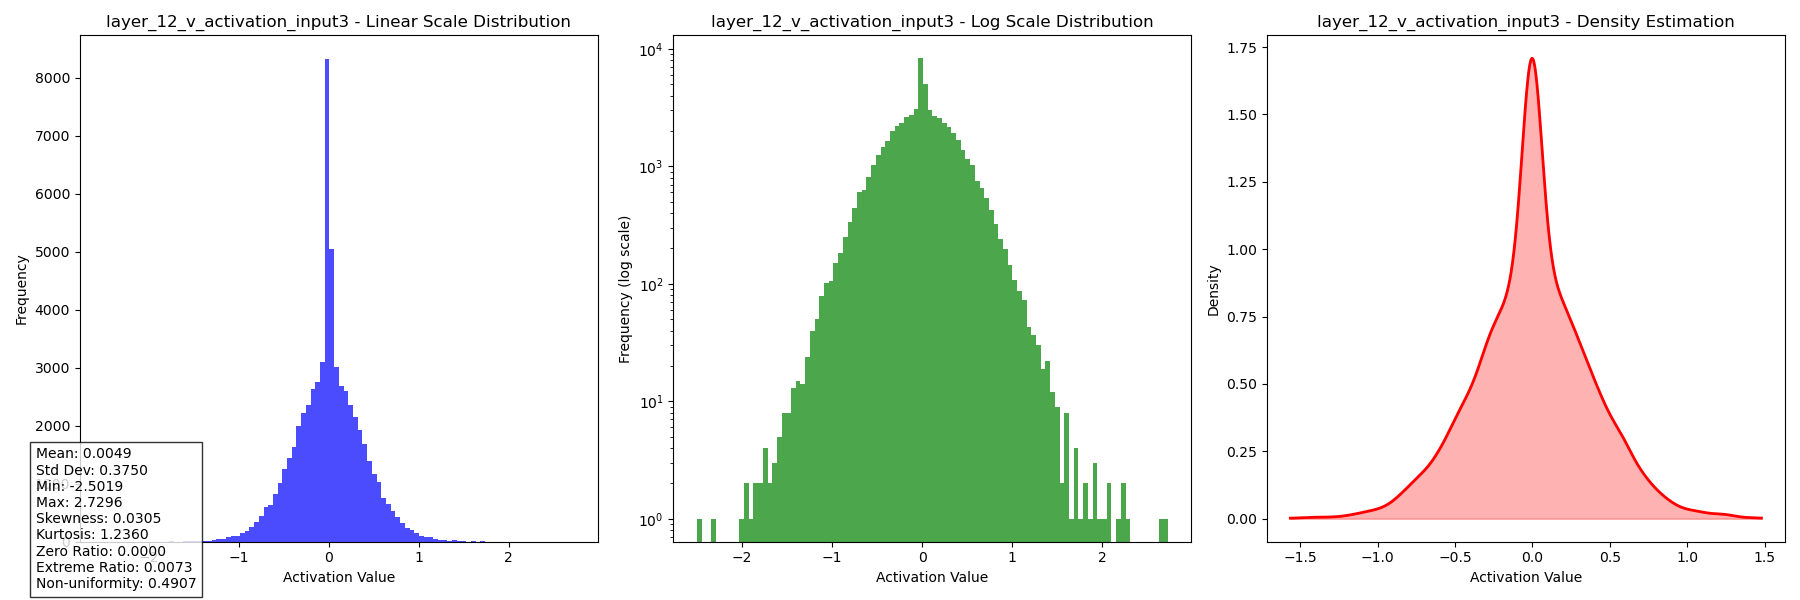 layer_12_v_activation_input3 - Linear Scale Distribution
8000
7000
6000
5000
4000
3000
2000
Frequency
−1
0
1
2
Activation Value
Mean: 0.0049
Std Dev: 0.3750
Min: -2.5019
Max: 2.7296
Skewness: 0.0305
Kurtosis: 1.2360
Zero Ratio: 0.0000
Extreme Ratio: 0.0073
Non-uniformity: 0.4907
layer_12_v_activation_input3 - Log Scale Distribution
10⁴
10³
10²
10¹
10⁰
Frequency (log scale)
−2
−1
0
1
2
Activation Value
layer_12_v_activation_input3 - Density Estimation
1.75
1.50
1.25
1.00
0.75
0.50
0.25
0.00
Density
−1.5
−1.0
−0.5
0.0
0.5
1.0
1.5
Activation Value